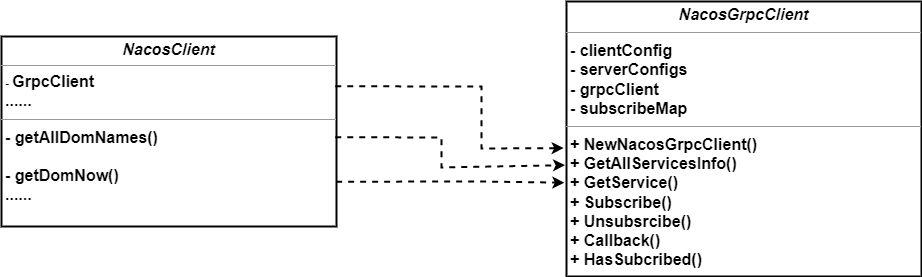 NacosClient
- GrpcClient
......
- getAllDomNames()
- getDomNow()
......
NacosGrpcClient
- clientConfig
- serverConfigs
- grpcClient
- subscribeMap
+ NewNacosGrpcClient()
+ GetAllServicesInfo()
+ GetService()
+ Subscribe()
+ Unsubsrcibe()
+ Callback()
+ HasSubcribed()